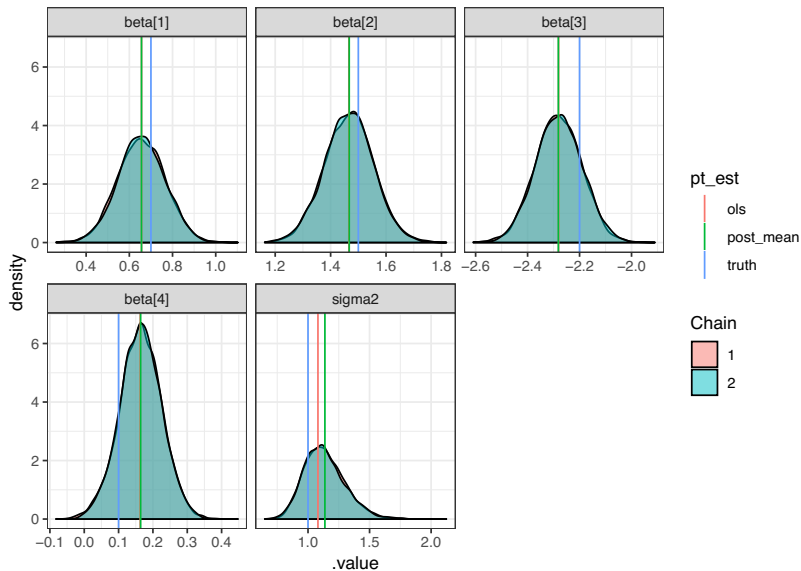 beta[1]
beta[2]
beta[3]
6
4
2
0
0.4 0.6 0.8 1.0
1.2 1.4 1.6 1.8
−2.6 −2.4 −2.2 −2.0
density
beta[4]
sigma2
6
4
2
0
−0.1 0.0 0.1 0.2 0.3 0.4
1.0 1.5 2.0
.value
pt_est
ols
post_mean
truth
Chain
1
2